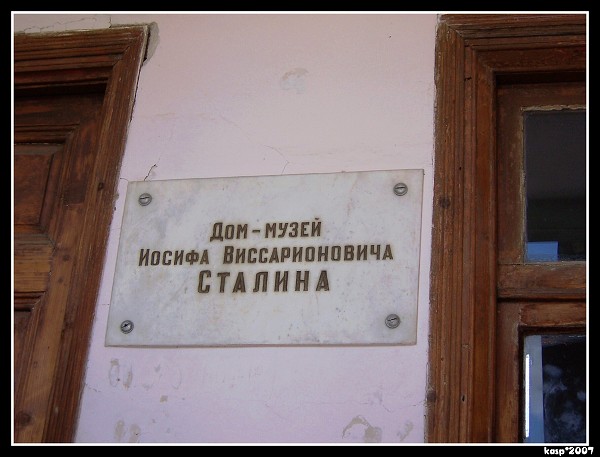 Дом-музей
Иосифа Виссарионовича
Сталина
kasp*2007